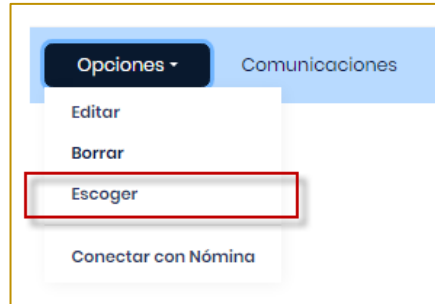 Opciones Comunicaciones
Editar
Borrar
Escoger
Conectar con Nómina